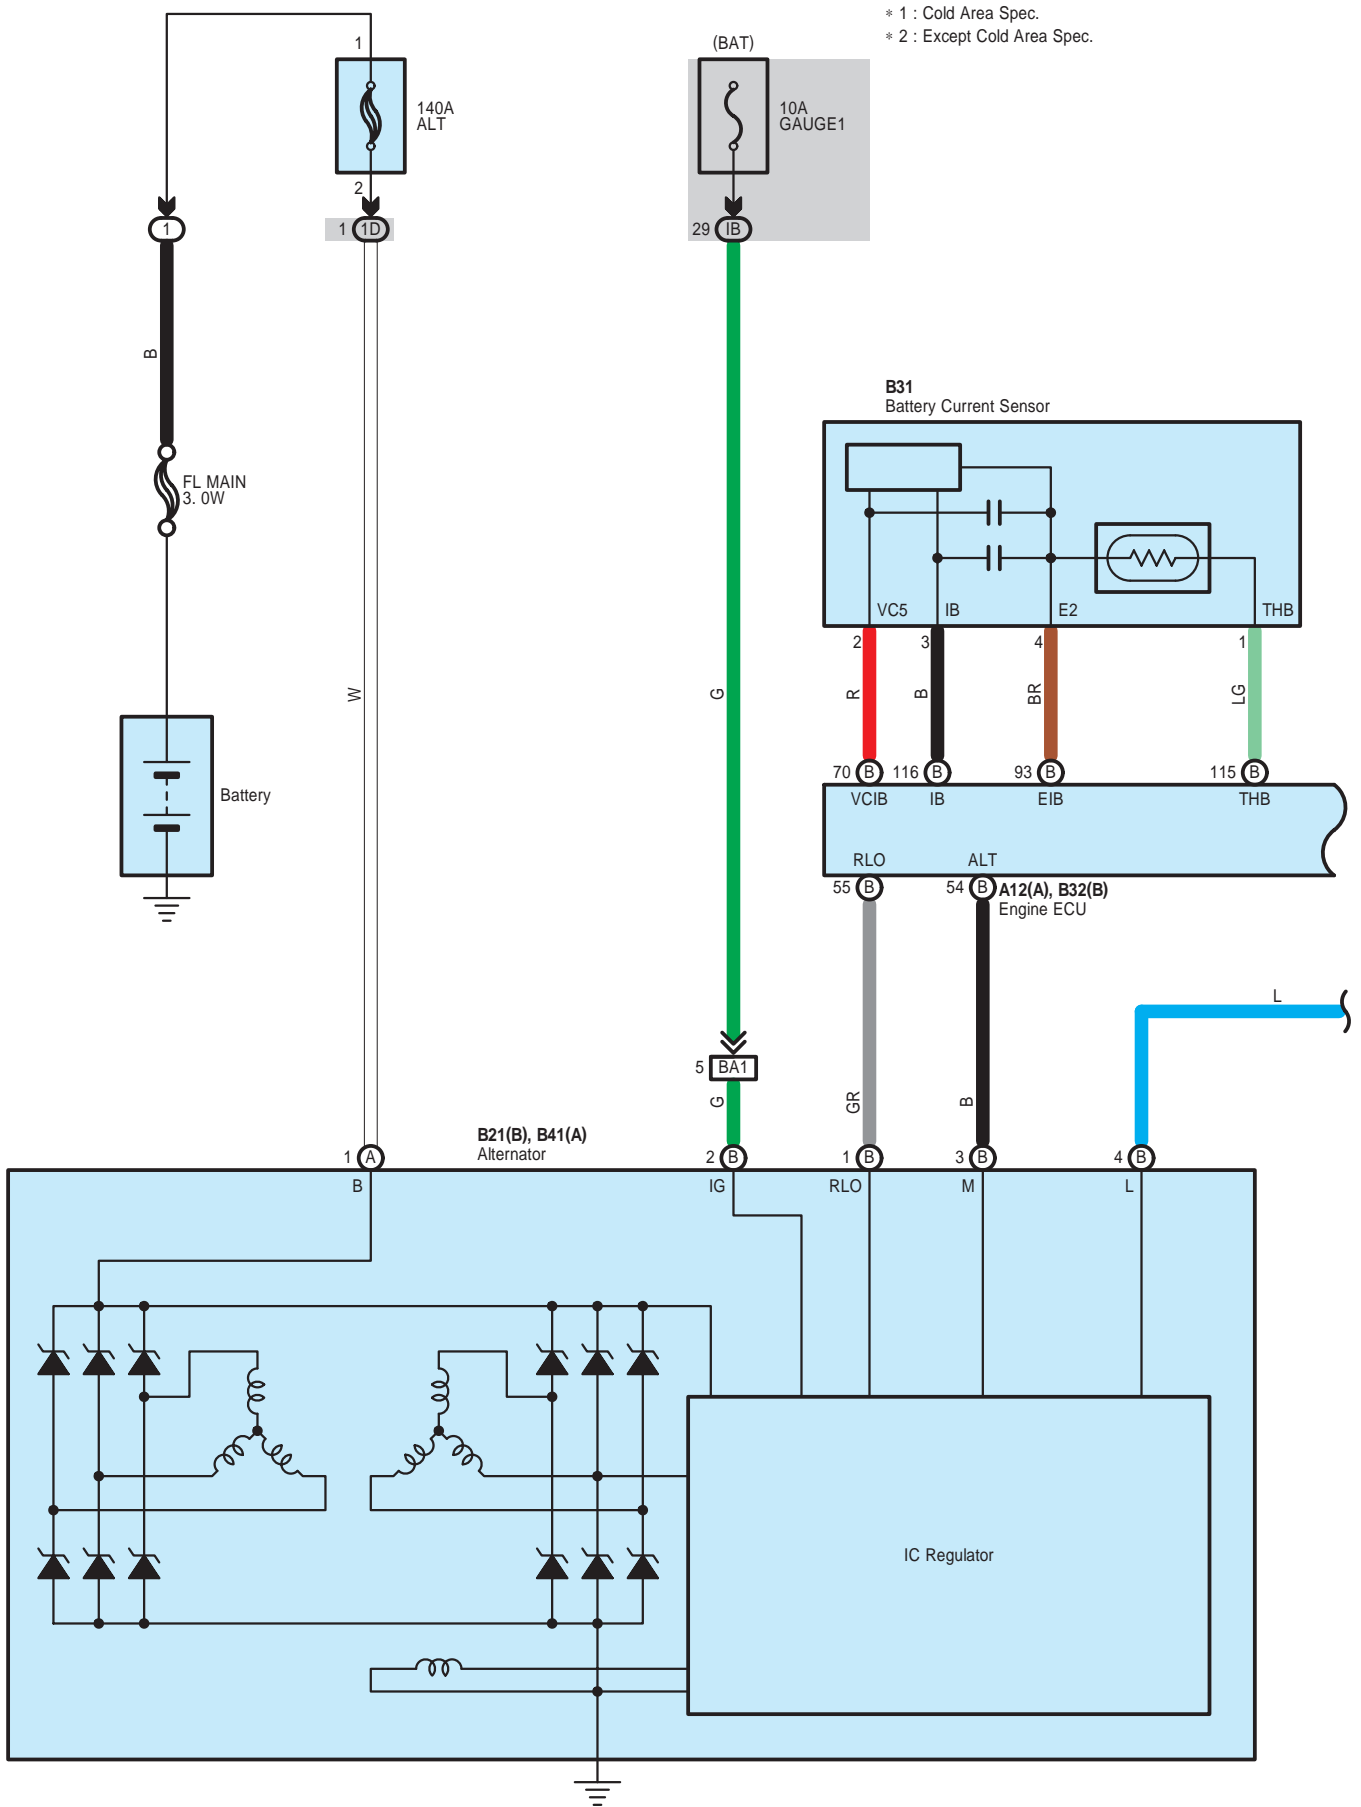 * 1 : Cold Area Spec.
* 2 : Except Cold Area Spec.
1
(BAT)
140A
ALT
10A
GAUGE1
2
1
1 1D
29 IB
B
B31
Battery Current Sensor
FL MAIN
3. 0W
VC5 IB E2 THB
2 3 4 1
W
G
R B BR LG
70 B 116 B 93 B 115 B
VCIB IB EIB THB
Battery
RLO ALT
55 B 54 B A12(A), B32(B)
Engine ECU
L
5 BA1
G
GR
B
B21(B), B41(A)
Alternator
1 A 2 B 1 B 3 B 4 B
B IG RLO M L
IC Regulator